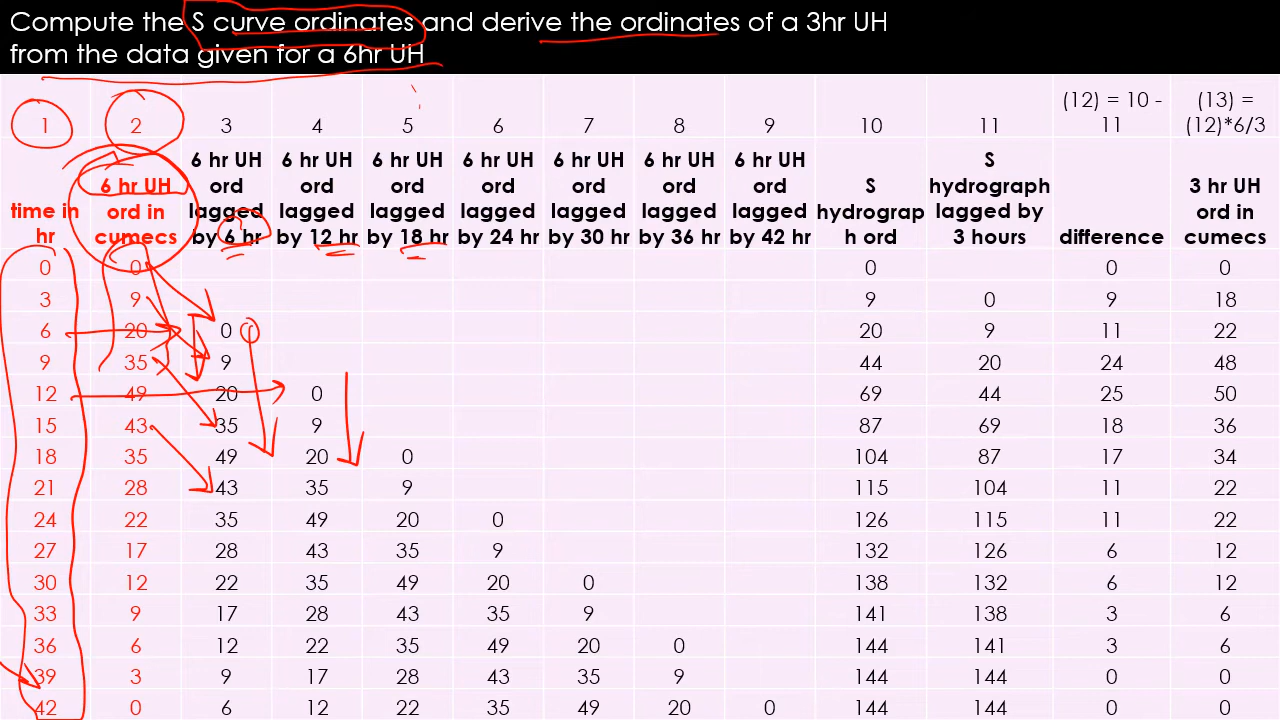 Compute the S curve ordinates and derive the ordinates of a 3hr UH
from the data given for a 6hr UH
1 2 3 4 5 6 7 8 9 10 11 (12) = 10 - 11 (13) = (12)*6/3
time in hr 6 hr UH ord in cumecs 6 hr UH ord lagged by 6 hr 6 hr UH ord lagged by 12 hr 6 hr UH ord lagged by 18 hr 6 hr UH ord lagged by 24 hr 6 hr UH ord lagged by 30 hr 6 hr UH ord lagged by 36 hr 6 hr UH ord lagged by 42 hr S hydrograp h ord S hydrograph lagged by 3 hours difference 3 hr UH ord in cumecs
0 0 0 0 0
3 9 9 0 9 18
6 20 0 20 9 11 22
9 35 9 44 20 24 48
12 49 20 0 69 44 25 50
15 43 35 9 87 69 18 36
18 35 49 20 0 104 87 17 34
21 28 43 35 9 115 104 11 22
24 22 35 49 20 0 126 115 11 22
27 17 28 43 35 9 132 126 6 12
30 12 22 35 49 20 0 138 132 6 12
33 9 17 28 43 35 9 141 138 3 6
36 6 12 22 35 49 20 0 144 141 3 6
39 3 9 17 28 43 35 9 144 144 0 0
42 0 6 12 22 35 49 20 0 144 144 0 0